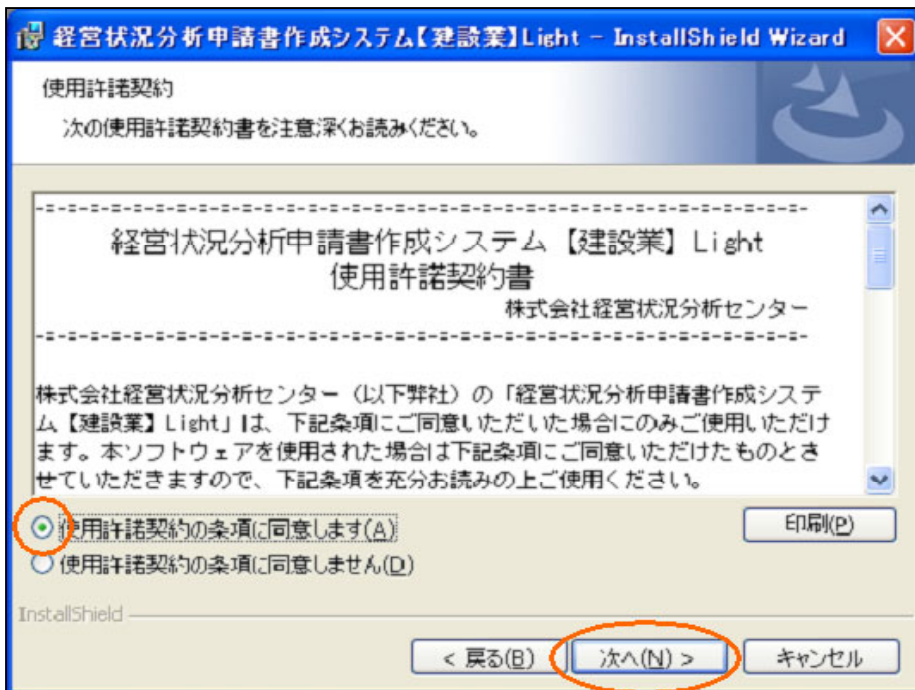 経営状況分析申請書作成システム【建設業】Light - InstallShield Wizard
使用許諾契約
次の使用許諾契約書を注意深くお読みください。
-=-=-=-=-=-=-=-=-=-=-=-=-=-=-=-=-=-=-=-=-=-=-=-=-=-=-=-=-=-=-=-=-=-
経営状況分析申請書作成システム【建設業】Light
使用許諾契約書
株式会社経営状況分析センター
-=-=-=-=-=-=-=-=-=-=-=-=-=-=-=-=-=-=-=-=-=-=-=-=-=-=-=-=-=-=-=-=-=-
株式会社経営状況分析センター（以下弊社）の「経営状況分析申請書作成システ
ム【建設業】Light」は、下記条項にご同意いただいた場合にのみご使用いただけ
ます。本ソフトウェアを使用された場合は下記条項にご同意いただけたものとさ
せていただきますので、下記条項を充分お読みの上ご使用ください。
使用許諾契約の条項に同意します(A)
印刷(P)
使用許諾契約の条項に同意しません(D)
InstallShield
< 戻る(B)
次へ(N) >
キャンセル